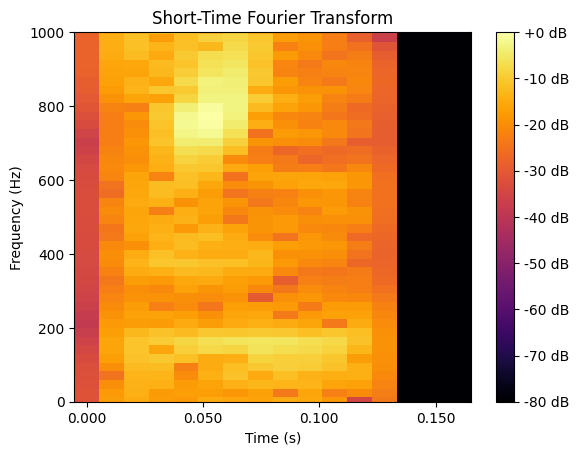 Short-Time Fourier Transform
1000
800
600
400
200
0
Frequency (Hz)
0.000
0.050
0.100
0.150
Time (s)
+0 dB
-10 dB
-20 dB
-30 dB
-40 dB
-50 dB
-60 dB
-70 dB
-80 dB